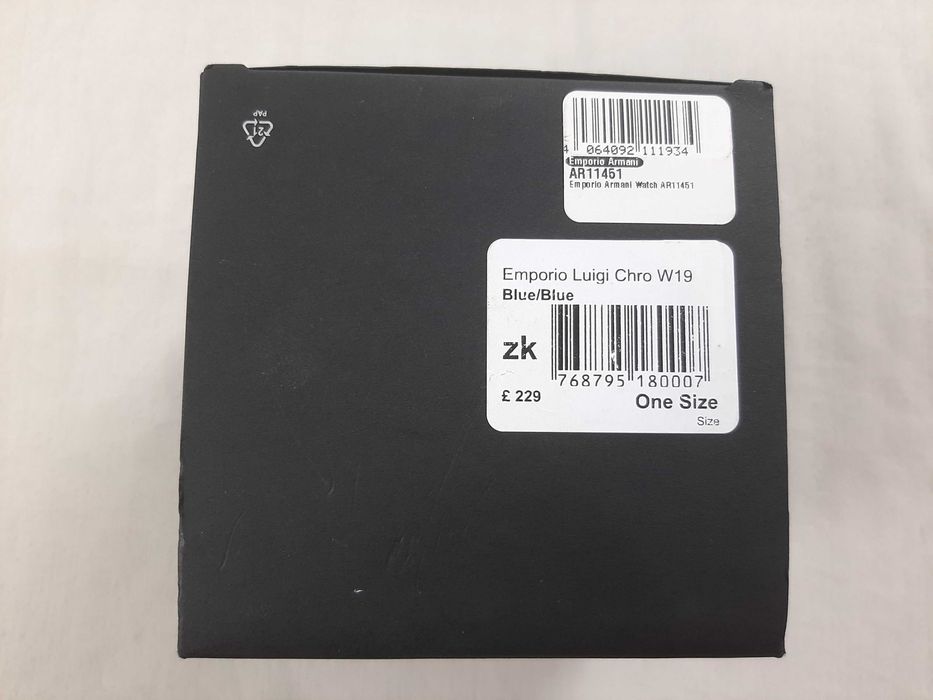 21
PAP
4 064092 111934
Emporio Armani
AR11451
Emporio Armani Watch AR11451
Emporio Luigi Chro W19
Blue/Blue
zk
768795 180007
£ 229
One Size
Size